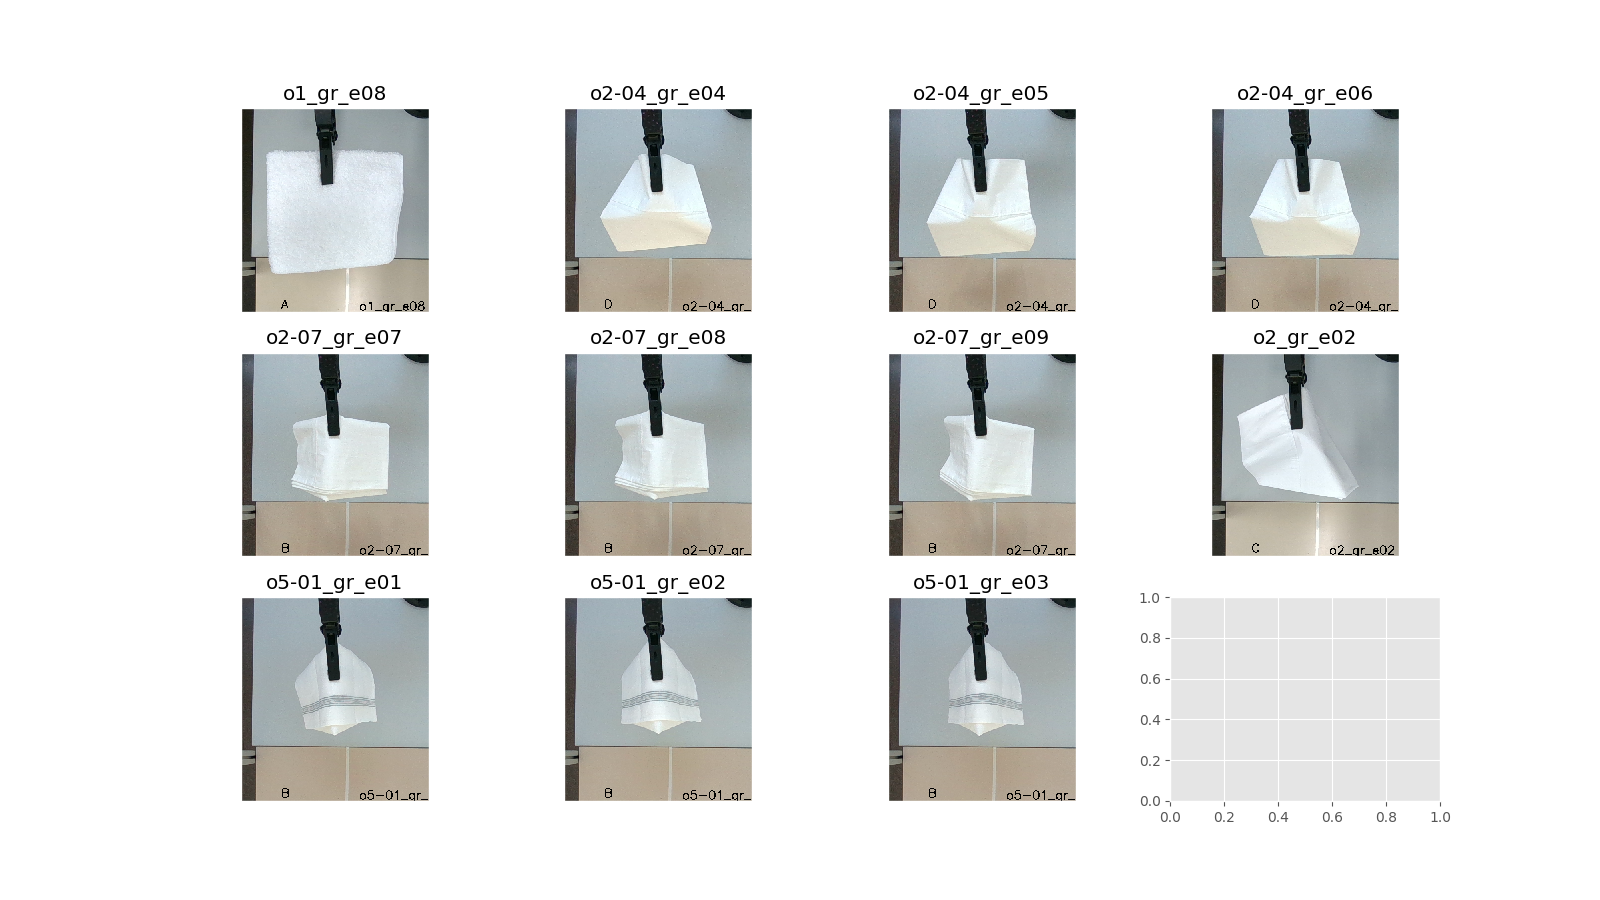 o1_gr_e08
o2-04_gr_e04
o2-04_gr_e05
o2-04_gr_e06
A
o1_gr_e08
D
o2-04_gr_
D
o2-04_gr_
D
o2-04_gr_
o2-07_gr_e07
o2-07_gr_e08
o2-07_gr_e09
o2_gr_e02
B
o2-07_gr_
B
o2-07_gr_
B
o2-07_gr_
C
o2_gr_e02
o5-01_gr_e01
o5-01_gr_e02
o5-01_gr_e03
B
o5-01_gr_
B
o5-01_gr_
B
o5-01_gr_
1.0
0.8
0.6
0.4
0.2
0.0
0.0 0.2 0.4 0.6 0.8 1.0